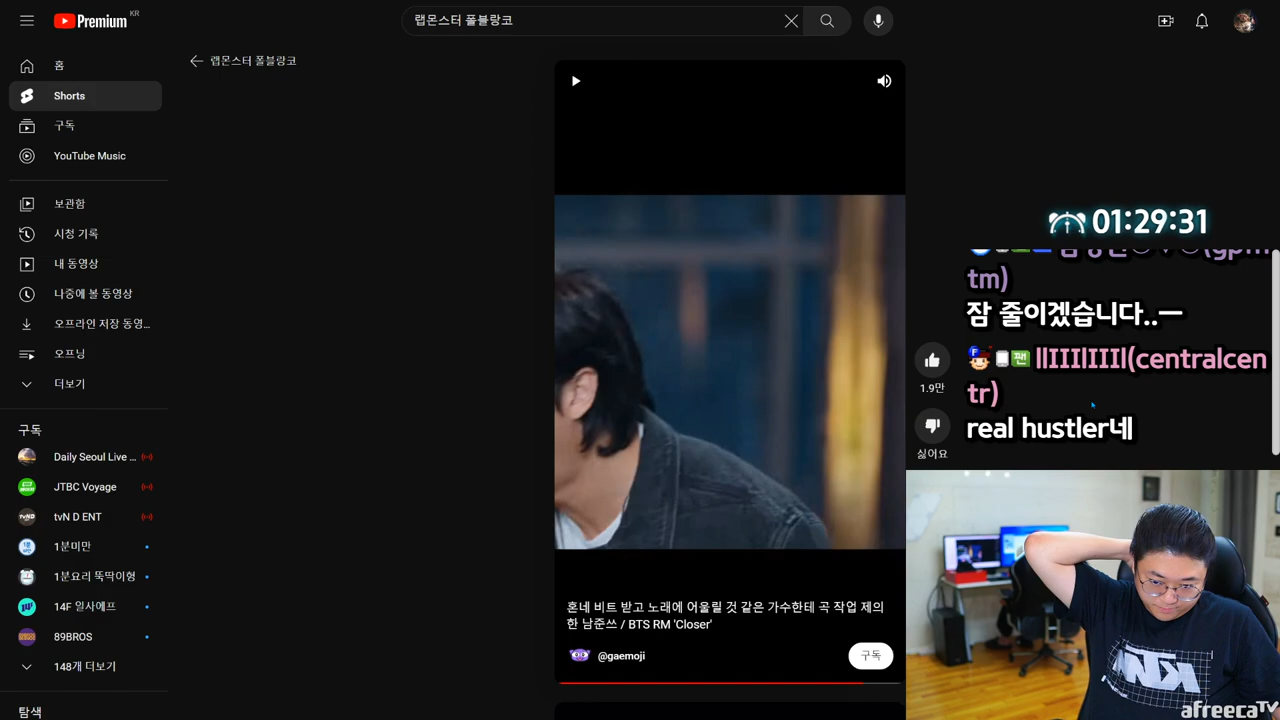 Premium KR
랩몬스터 폴블랑코
랩몬스터 폴블랑코
홈
Shorts
구독
YouTube Music
보관함
시청 기록
내 동영상
나중에 볼 동영상
오프라인 저장 동영...
오프닝
더보기
구독
Daily Seoul Live ...
JTBC Voyage
tvN D ENT
1분미만
1분요리 뚝딱이형
14F 일사에프
89BROS
148개 더보기
탐색
혼네 비트 받고 노래에 어울릴 것 같은 가수한테 곡 작업 제의
한 남준쓰 / BTS RM 'Closer'
@gaemoji
구독
1.9만
싫어요
01:29:31
tm)
잠 줄이겠습니다..ㅡ
F 팬 llIIIlIIIl(centralcen
tr)
real hustler네
afreecaTV